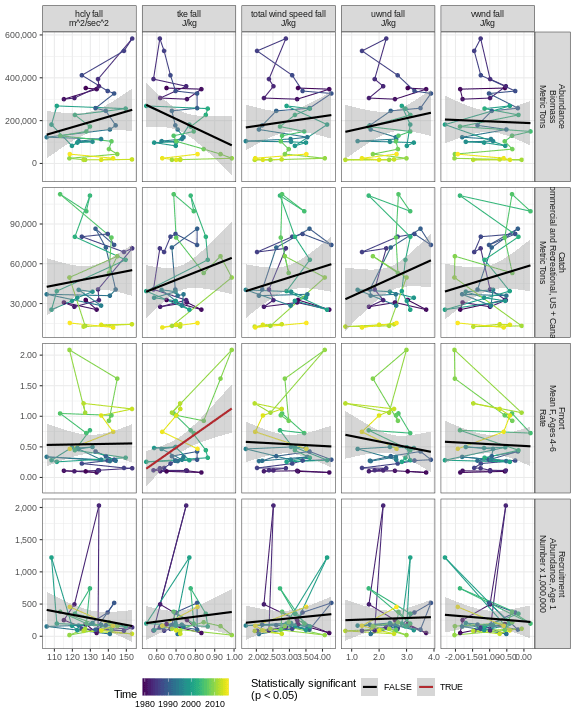 hdly fall
m^2/sec^2
tke fall
J/kg
total wind speed fall
J/kg
uwnd fall
J/kg
vwnd fall
J/kg
600,000
400,000
200,000
0
Abundance
Biomass
Metric Tons
90,000
60,000
30,000
Catch
ommercial and Recreational, US + Cana
Metric Tons
2.00
1.50
1.00
0.50
0.00
Fmort
Mean F, Ages 4-6
Rate
2,000
1,500
1,000
500
0
Recruitment
Abundance, Age 1
Number x 1,000,000
110 120 130 140 150
0.60 0.70 0.80 0.90 1.00
2.00 2.50 3.00 3.50 4.00
1.0 2.0 3.0 4.0
-2.00 -1.50 -1.00 -0.50 0.00
Time
1980 1990 2000 2010
Statistically significant
(p < 0.05)
FALSE
TRUE